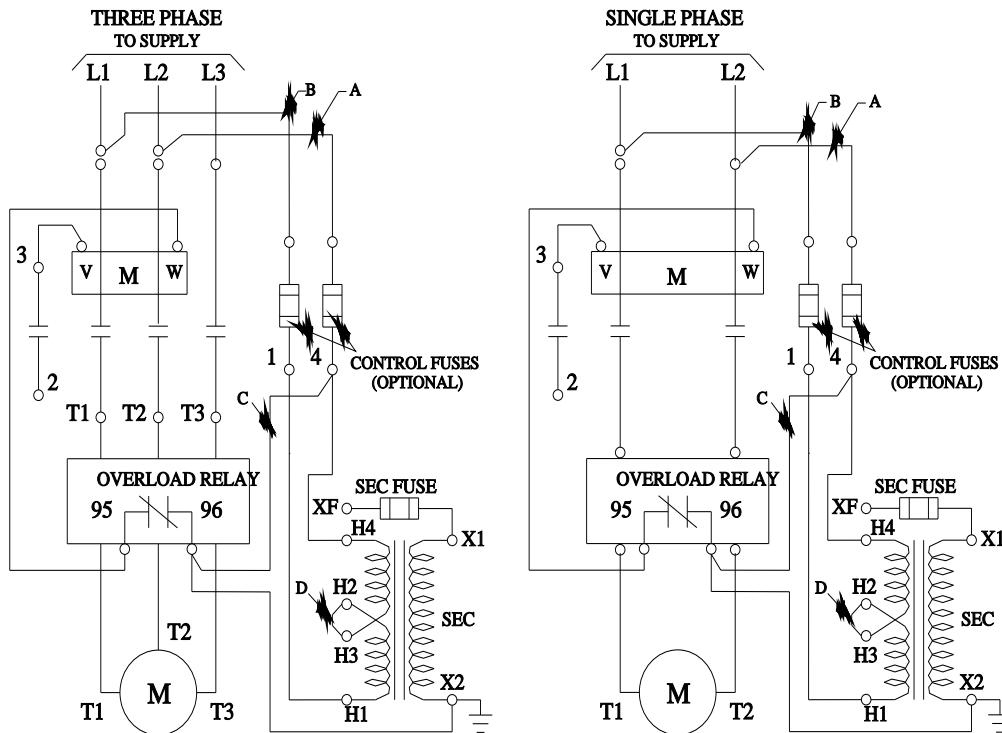 THREE PHASE
TO SUPPLY
L1 L2 L3
B
A
3
V M W
1 4
CONTROL FUSES
(OPTIONAL)
2
C
T1 T2 T3
OVERLOAD RELAY
95 96
SEC FUSE
XF
H4
X1
D
H2
H3
SEC
T2
X2
T1 M T3
H1
SINGLE PHASE
TO SUPPLY
L1 L2
B
A
3
V M W
1 4
CONTROL FUSES
(OPTIONAL)
2
C
OVERLOAD RELAY
95 96
SEC FUSE
XF
H4
X1
D
H2
H3
SEC
X2
T1 M T2
H1